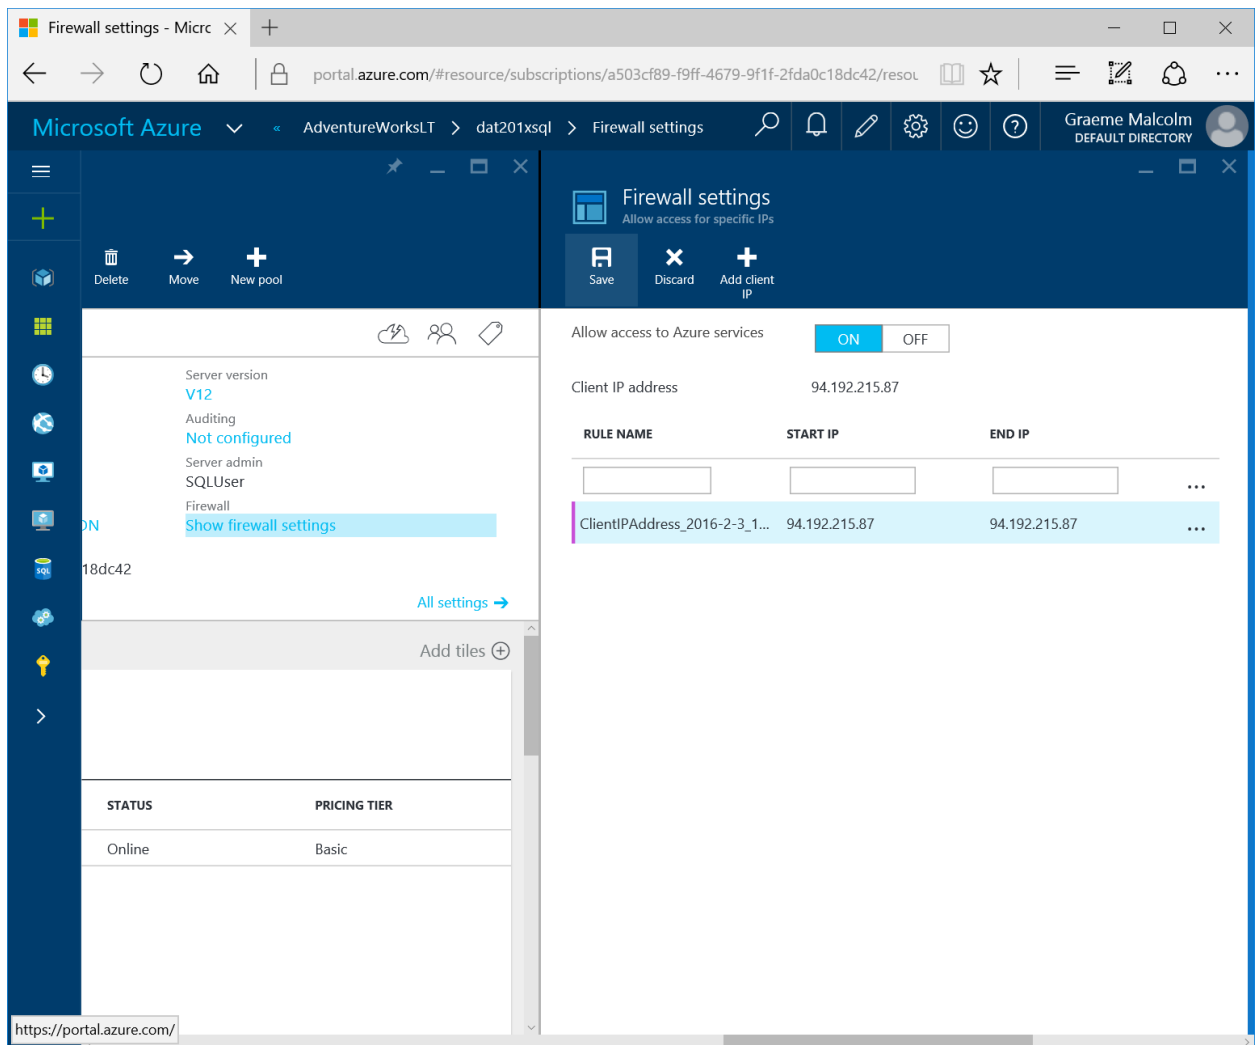 Firewall settings - Micrc
portal.azure.com/#resource/subscriptions/a503cf89-f9ff-4679-9f1f-2fda0c18dc42/resou
Microsoft Azure « AdventureWorksLT > dat201xsql > Firewall settings
Graeme Malcolm
DEFAULT DIRECTORY
Delete Move New pool
Server version
V12
Auditing
Not configured
Server admin
SQLUser
Firewall
ON Show firewall settings
18dc42
All settings
Add tiles
STATUS PRICING TIER
Online Basic
Firewall settings
Allow access for specific IPs
Save Discard Add client
IP
Allow access to Azure services ON OFF
Client IP address 94.192.215.87
RULE NAME START IP END IP
...
ClientIPAddress_2016-2-3_1... 94.192.215.87 94.192.215.87 ...
SQL
https://portal.azure.com/